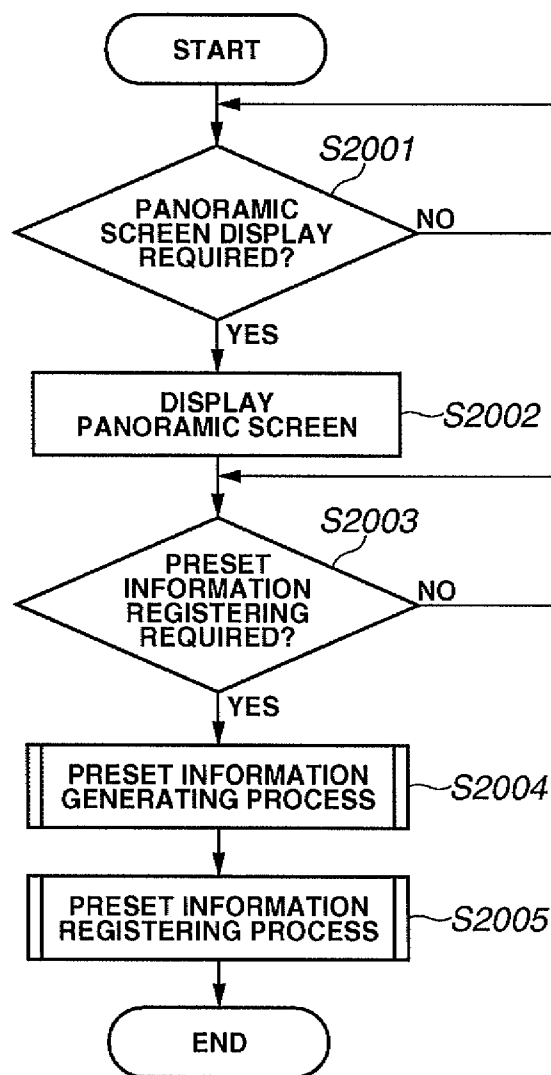 START
S2001
PANORAMIC
SCREEN DISPLAY
REQUIRED?
NO
YES
DISPLAY
PANORAMIC SCREEN
S2002
S2003
PRESET
INFORMATION
REGISTERING
REQUIRED?
NO
YES
PRESET INFORMATION
GENERATING PROCESS
S2004
PRESET INFORMATION
REGISTERING PROCESS
S2005
END